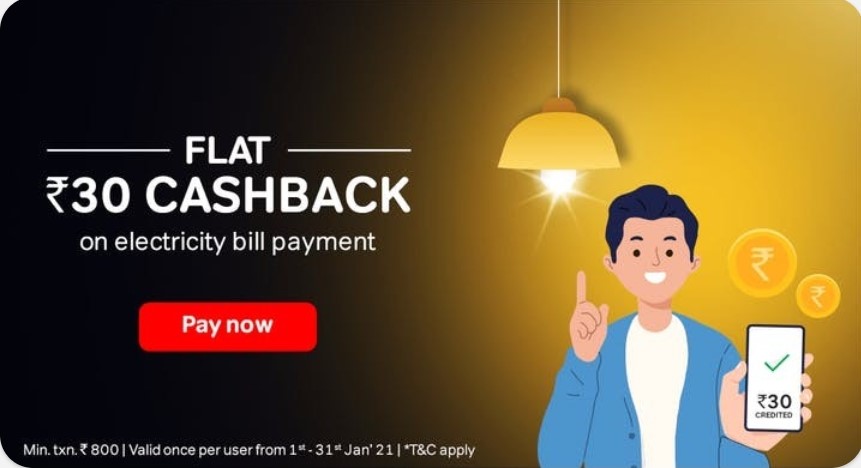 FLAT
₹30 CASHBACK
on electricity bill payment
Pay now
₹
₹
₹30
CREDITED
Min. txn. ₹ 800 | Valid once per user from 1st - 31st Jan' 21 | *T&C apply